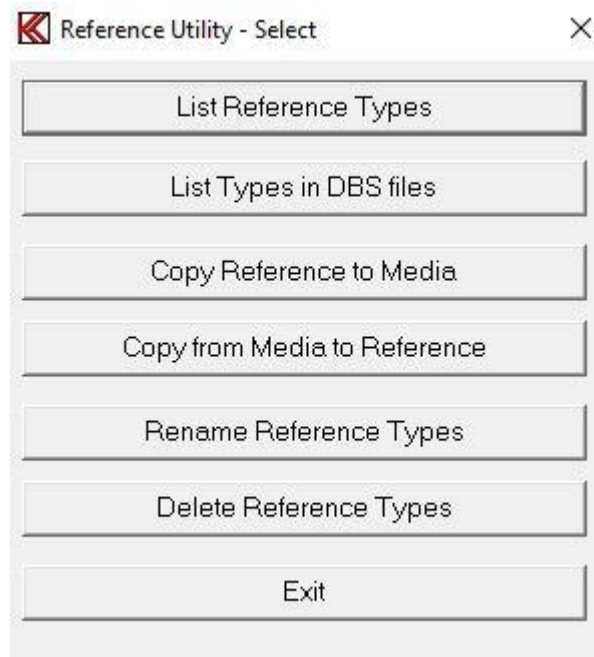 Reference Utility - Select
List Reference Types
List Types in DBS files
Copy Reference to Media
Copy from Media to Reference
Rename Reference Types
Delete Reference Types
Exit